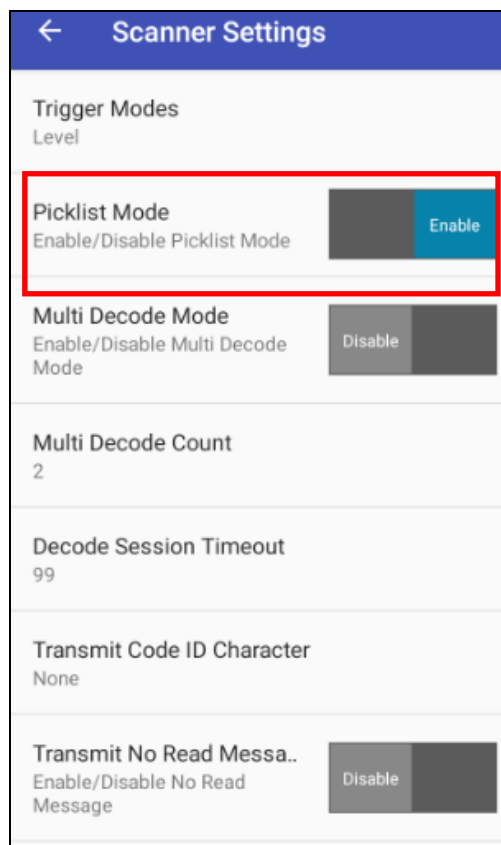 Scanner Settings
Trigger Modes
Level
Picklist Mode
Enable/Disable Picklist Mode
Enable
Multi Decode Mode
Enable/Disable Multi Decode
Mode
Disable
Multi Decode Count
2
Decode Session Timeout
99
Transmit Code ID Character
None
Transmit No Read Messa..
Enable/Disable No Read
Message
Disable